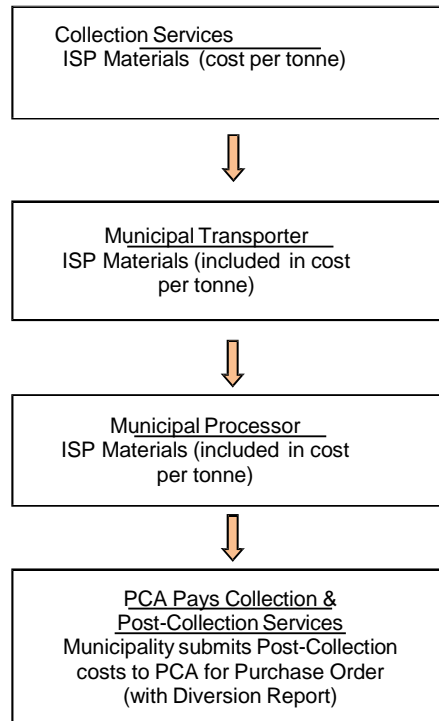 Collection Services
ISP Materials (cost per tonne)
Municipal Transporter
ISP Materials (included in cost
per tonne)
Municipal Processor
ISP Materials (included in cost
per tonne)
PCA Pays Collection &
Post-Collection Services
Municipality submits Post-Collection
costs to PCA for Purchase Order
(with Diversion Report)